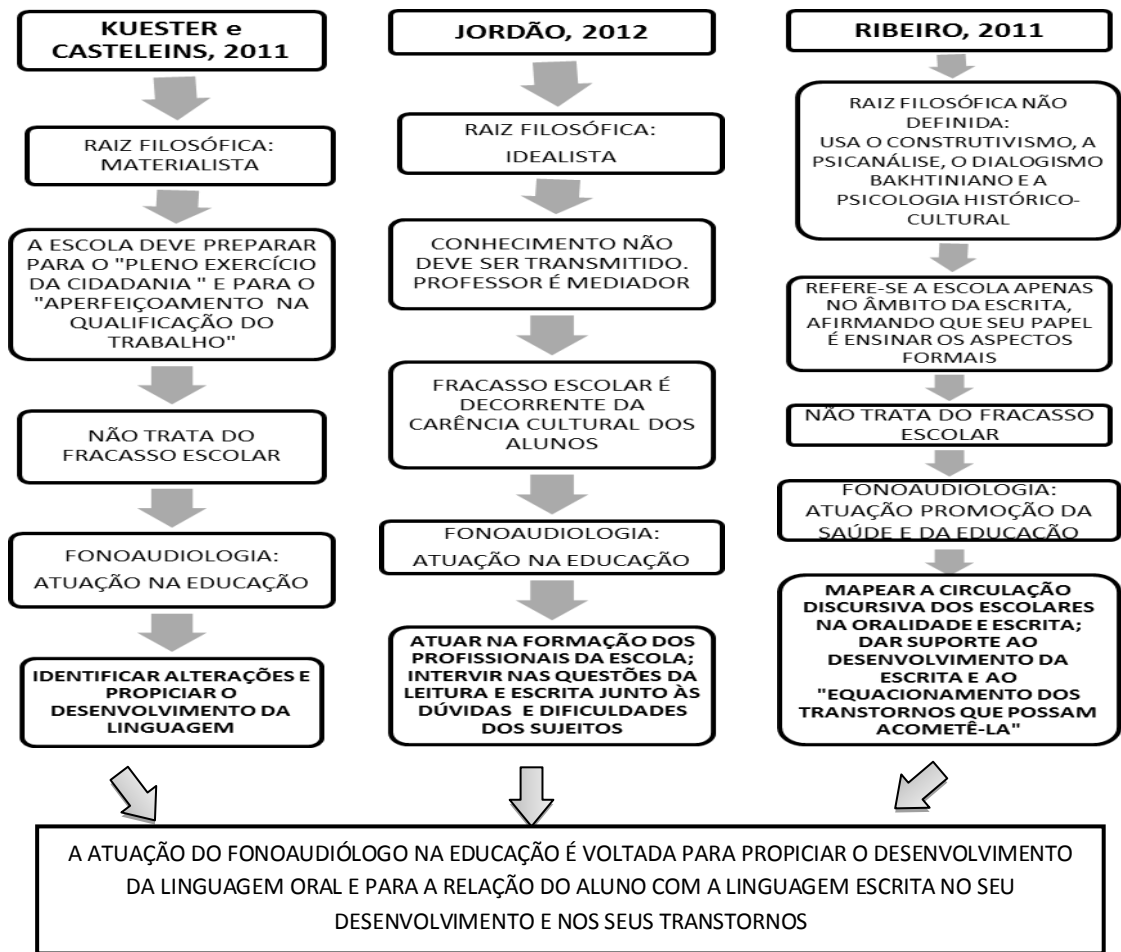 KUESTER e
CASTELEINS, 2011
RAIZ FILOSÓFICA:
MATERIALISTA
A ESCOLA DEVE PREPARAR
PARA O "PLENO EXERCÍCIO
DA CIDADANIA " E PARA O
"APERFEIÇOAMENTO NA
QUALIFICAÇÃO DO
TRABALHO"
NÃO TRATA DO
FRACASSO ESCOLAR
FONOAUDIOLOGIA:
ATUAÇÃO NA EDUCAÇÃO
IDENTIFICAR ALTERAÇÕES E
PROPICIAR O
DESENVOLVIMENTO DA
LINGUAGEM
JORDÃO, 2012
RAIZ FILOSÓFICA:
IDEALISTA
CONHECIMENTO NÃO
DEVE SER TRANSMITIDO.
PROFESSOR É MEDIADOR
FRACASSO ESCOLAR É
DECORRENTE DA
CARÊNCIA CULTURAL DOS
ALUNOS
FONOAUDIOLOGIA:
ATUAÇÃO NA EDUCAÇÃO
ATUAR NA FORMAÇÃO DOS
PROFISSIONAIS DA ESCOLA;
INTERVIR NAS QUESTÕES DA
LEITURA E ESCRITA JUNTO ÀS
DÚVIDAS E DIFICULDADES
DOS SUJEITOS
RIBEIRO, 2011
RAIZ FILOSÓFICA NÃO
DEFINIDA:
USA O CONSTRUTIVISMO, A
PSICANÁLISE, O DIALOGISMO
BAKHTINIANO E A
PSICOLOGIA HISTÓRICO-
CULTURAL
REFERE-SE A ESCOLA APENAS
NO ÂMBITO DA ESCRITA,
AFIRMANDO QUE SEU PAPEL
É ENSINAR OS ASPECTOS
FORMAIS
NÃO TRATA DO FRACASSO
ESCOLAR
FONOAUDIOLOGIA:
ATUAÇÃO PROMOÇÃO DA
SAÚDE E DA EDUCAÇÃO
MAPEAR A CIRCULAÇÃO
DISCURSIVA DOS ESCOLARES
NA ORALIDADE E ESCRITA;
DAR SUPORTE AO
DESENVOLVIMENTO DA
ESCRITA E AO
"EQUACIONAMENTO DOS
TRANSTORNOS QUE POSSAM
ACOMETÊ-LA"
A ATUAÇÃO DO FONOAUDIÓLOGO NA EDUCAÇÃO É VOLTADA PARA PROPICIAR O DESENVOLVIMENTO
DA LINGUAGEM ORAL E PARA A RELAÇÃO DO ALUNO COM A LINGUAGEM ESCRITA NO SEU
DESENVOLVIMENTO E NOS SEUS TRANSTORNOS